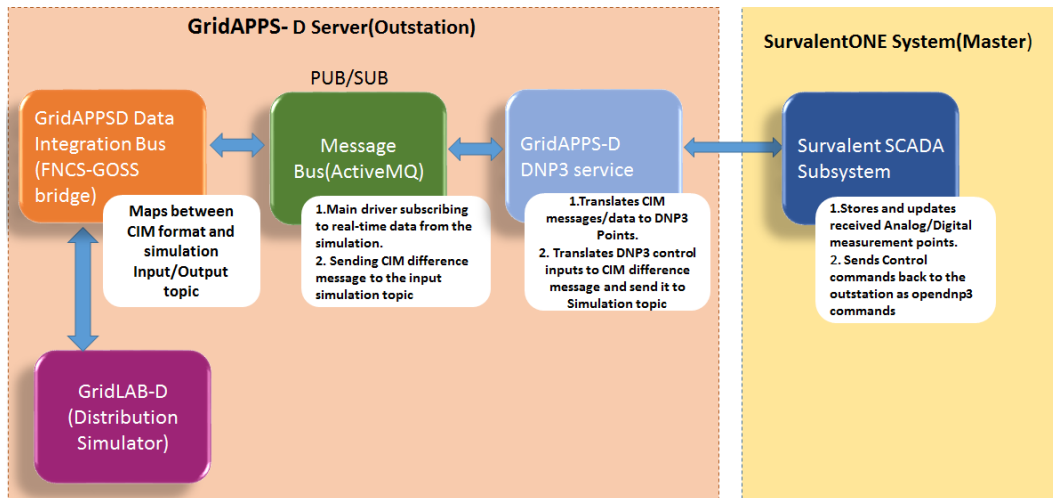 GridAPPS- D Server(Outstation)
SurvalentONE System(Master)
PUB/SUB
GridAPPSD Data
Integration Bus
(FNCS-GOSS
bridge)
Message
Bus(ActiveMQ)
GridAPPS-D
DNP3 service
Survalent SCADA
Subsystem
Maps between
CIM format and
simulation
Input/Output
topic
1.Main driver subscribing
to real-time data from the
simulation.
2. Sending CIM difference
message to the input
simulation topic
1.Translates CIM
messages/data to DNP3
Points.
2. Translates DNP3 control
inputs to CIM difference
message and send it to
Simulation topic
1.Stores and updates
received Analog/Digital
measurement points.
2. Sends Control
commands back to the
outstation as opendnp3
commands
GridLAB-D
(Distribution
Simulator)